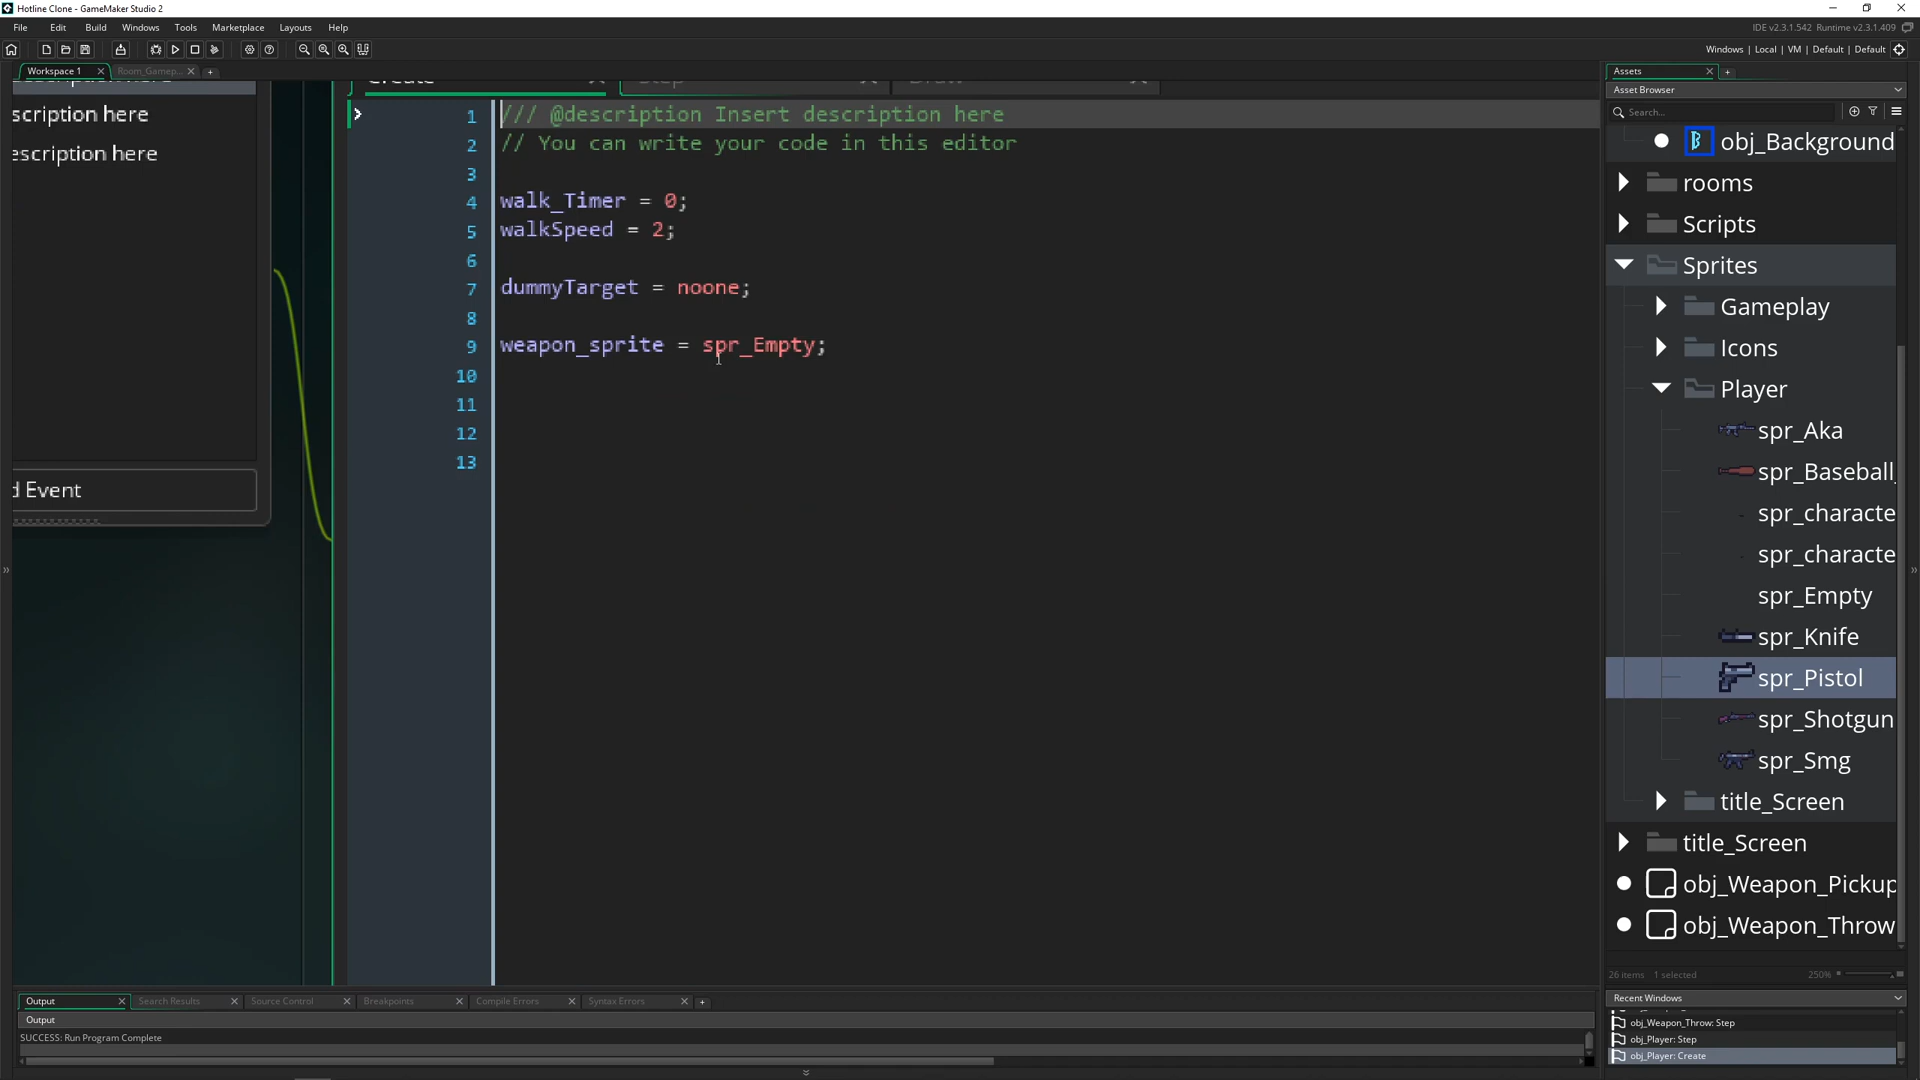 Hotline Clone - GameMaker Studio 2
File Edit Build Windows Tools Marketplace Layouts Help
IDE v2.3.1.542 Runtime v2.3.1.409
Windows | Local | VM | Default | Default
Workspace 1
Room_Gamep...
Create
Step
Draw
scription here
escription here
d Event
1 /// @description Insert description here
2 // You can write your code in this editor
3
4 walk_Timer = 0;
5 walkSpeed = 2;
6
7 dummyTarget = noone;
8
9 weapon_sprite = spr_Empty;
10
11
12
13
Assets
Asset Browser
Search...
obj_Background
rooms
Scripts
Sprites
Gameplay
Icons
Player
spr_Aka
spr_Baseball_
spr_characte
spr_characte
spr_Empty
spr_Knife
spr_Pistol
spr_Shotgun
spr_Smg
title_Screen
title_Screen
obj_Weapon_Pickup
obj_Weapon_Throw
26 items 1 selected
250%
Recent Windows
obj_Weapon_Throw: Step
obj_Player: Step
obj_Player: Create
Output Search Results Source Control Breakpoints Compile Errors Syntax Errors
Output
SUCCESS: Run Program Complete